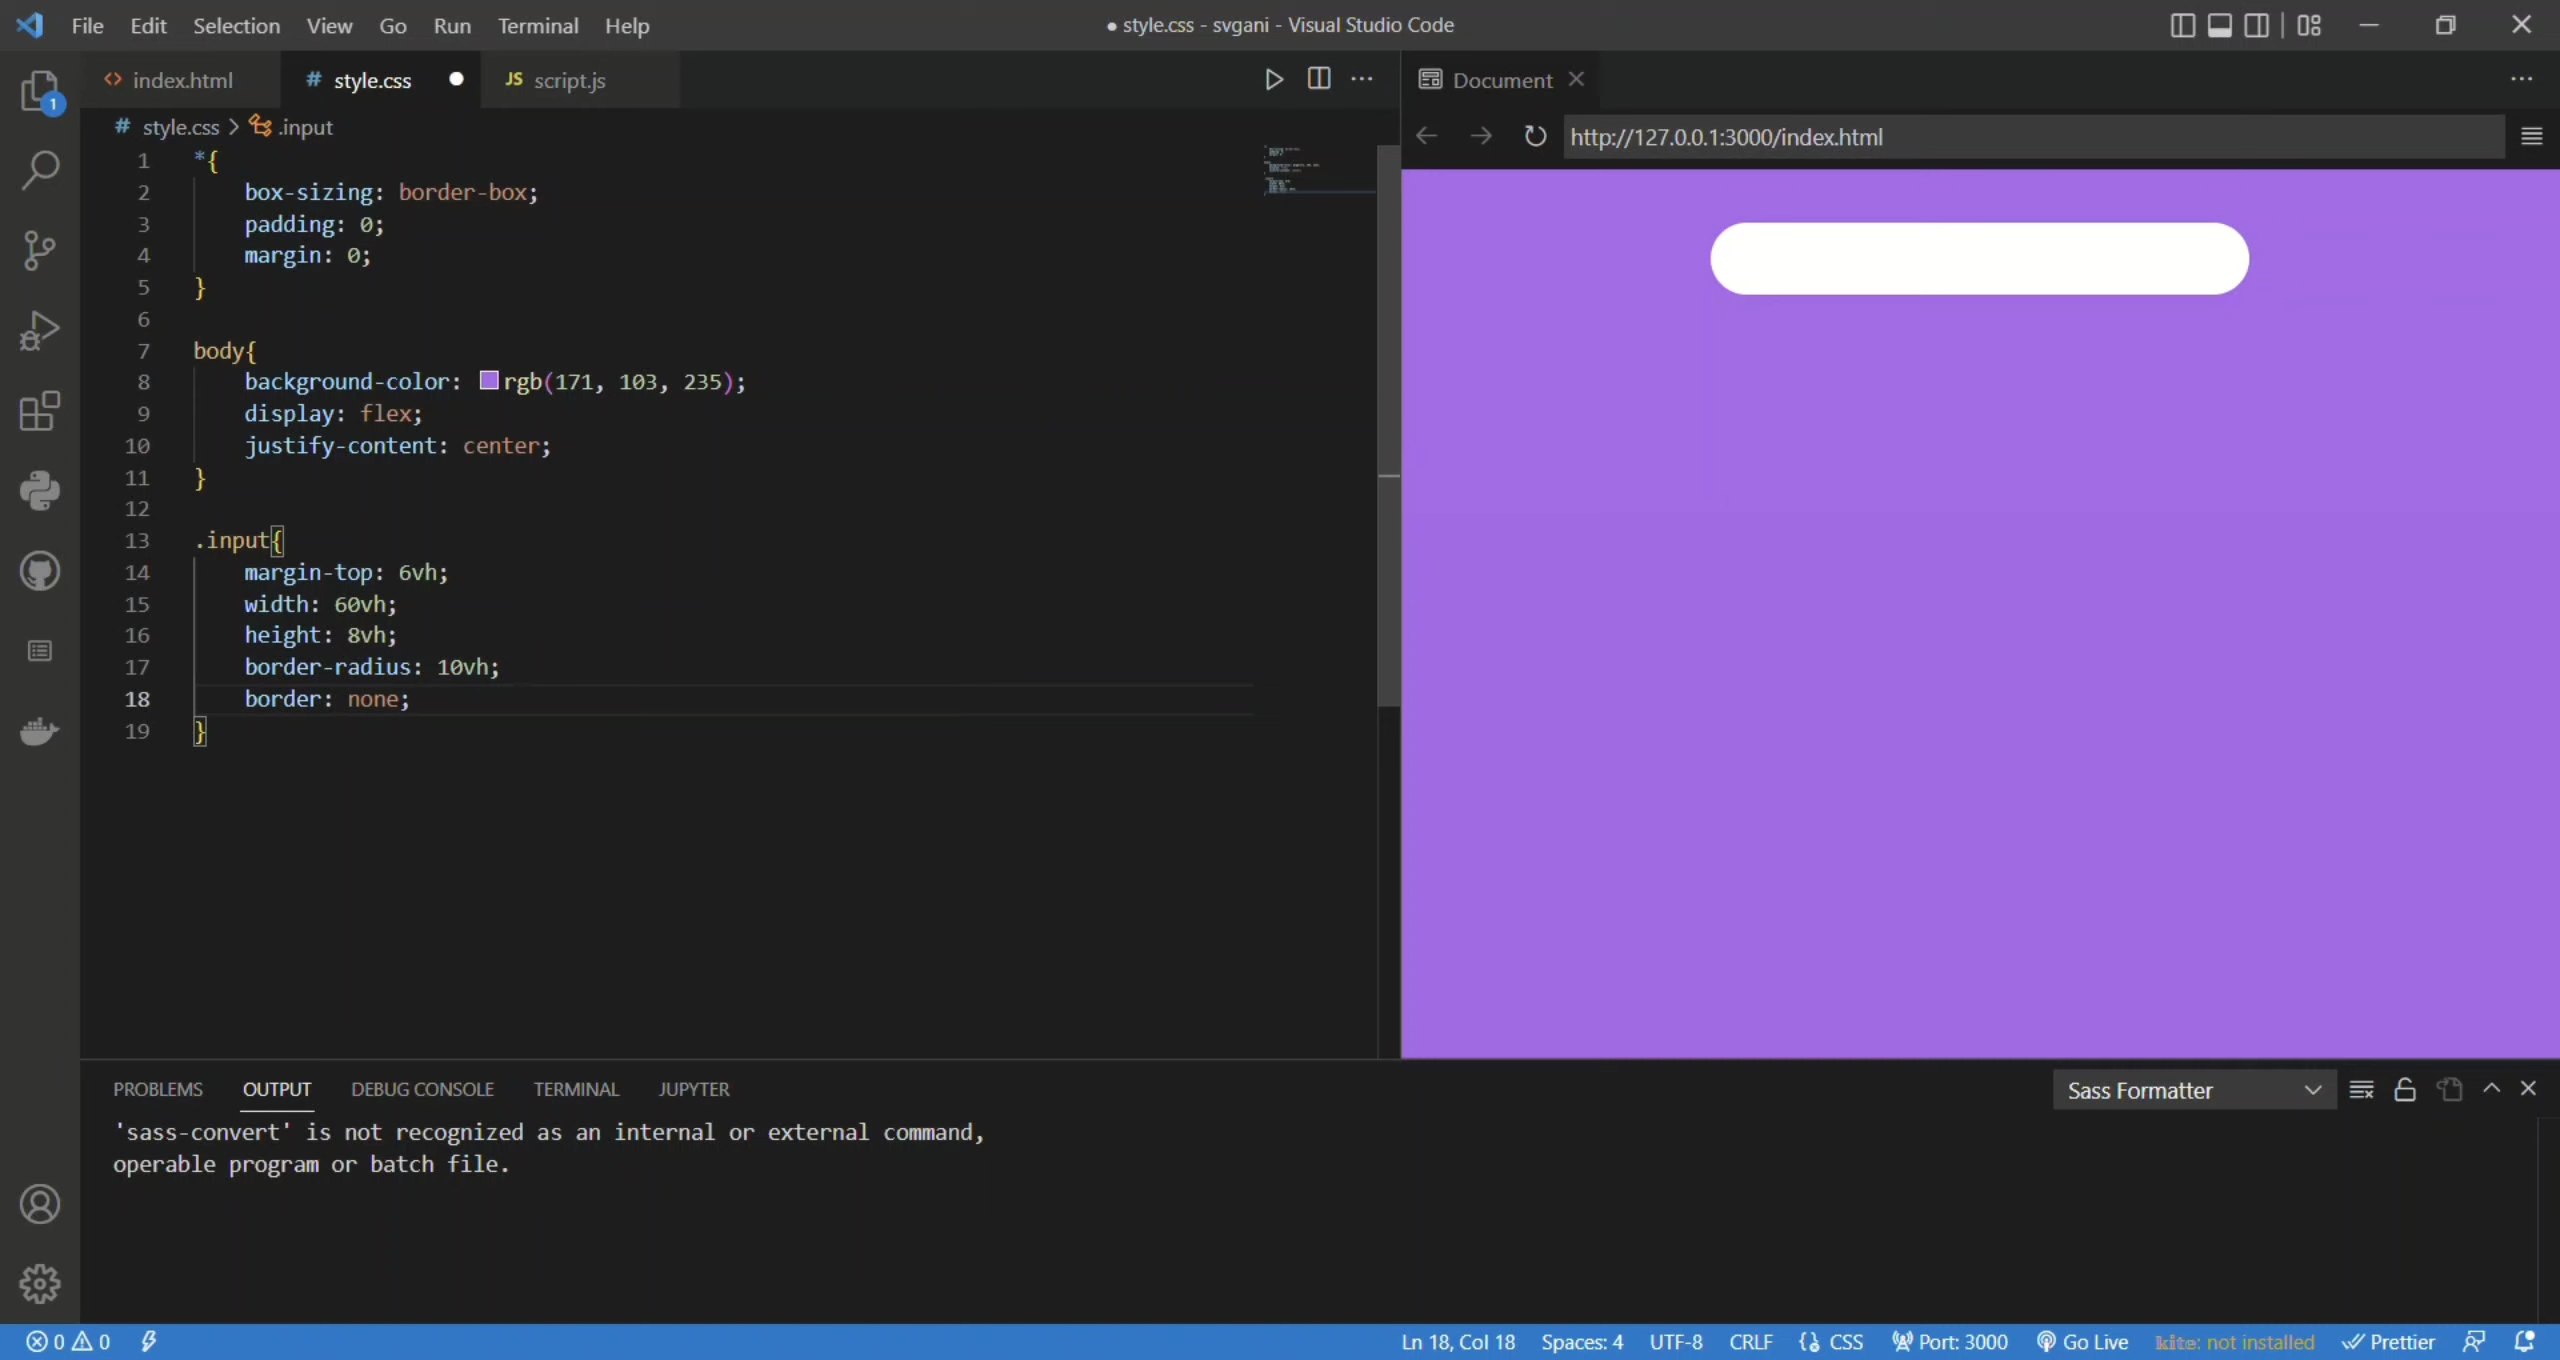 File Edit Selection View Go Run Terminal Help
● style.css - svgani - Visual Studio Code
<> index.html
# style.css
JS script.js
Document
# style.css > .input
http://127.0.0.1:3000/index.html
1
1 *{
2 box-sizing: border-box;
3 padding: 0;
4 margin: 0;
5 }
6
7 body{
8 background-color: rgb(171, 103, 235);
9 display: flex;
10 justify-content: center;
11 }
12
13 .input{
14 margin-top: 6vh;
15 width: 60vh;
16 height: 8vh;
17 border-radius: 10vh;
18 border: none;
19 }
PROBLEMS OUTPUT DEBUG CONSOLE TERMINAL JUPYTER
Sass Formatter
'sass-convert' is not recognized as an internal or external command,
operable program or batch file.
0 0 Ln 18, Col 18 Spaces: 4 UTF-8 CRLF {} CSS Port: 3000 Go Live kite: not installed Prettier